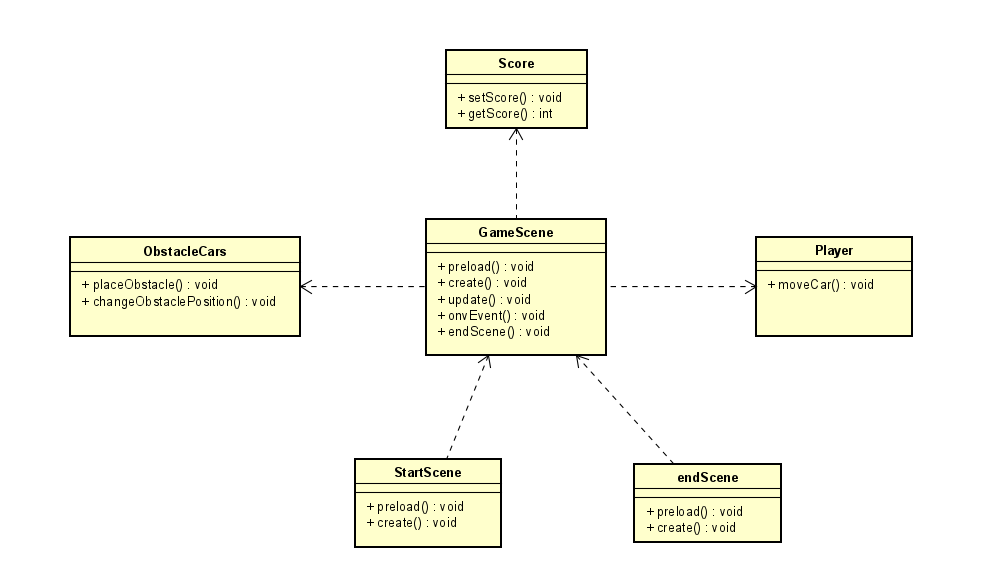 Score
+ setScore() : void
+ getScore() : int
GameScene
+ preload() : void
+ create() : void
+ update() : void
+ onvEvent() : void
+ endScene() : void
ObstacleCars
+ placeObstacle() : void
+ changeObstaclePosition() : void
Player
+ moveCar() : void
StartScene
+ preload() : void
+ create() : void
endScene
+ preload() : void
+ create() : void